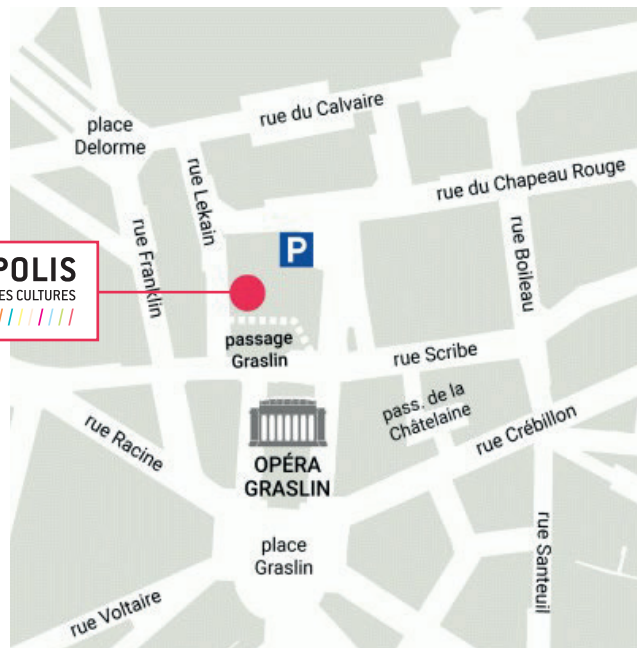 rue du Calvaire
place
Delorme
rue Lekain
rue du Chapeau Rouge
rue Franklin
rue Boileau
P
POLIS
ES CULTURES
passage
Graslin
rue Scribe
pass. de la
Châtelaine
rue Crébillon
rue Racine
OPÉRA
GRASLIN
place
Graslin
rue Santeuil
rue Voltaire